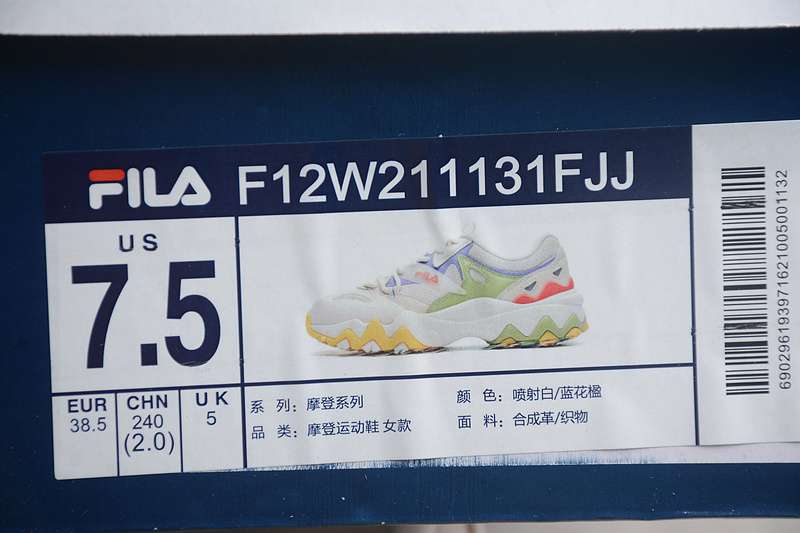 FILA F12W211131FJJ
US
7.5
FILA
EUR
38.5
CHN
240
(2.0)
UK
5
系 列: 摩登系列
品 类: 摩登运动鞋 女款
颜 色: 喷射白/蓝花楹
面 料: 合成革/织物
690296193971621005001132